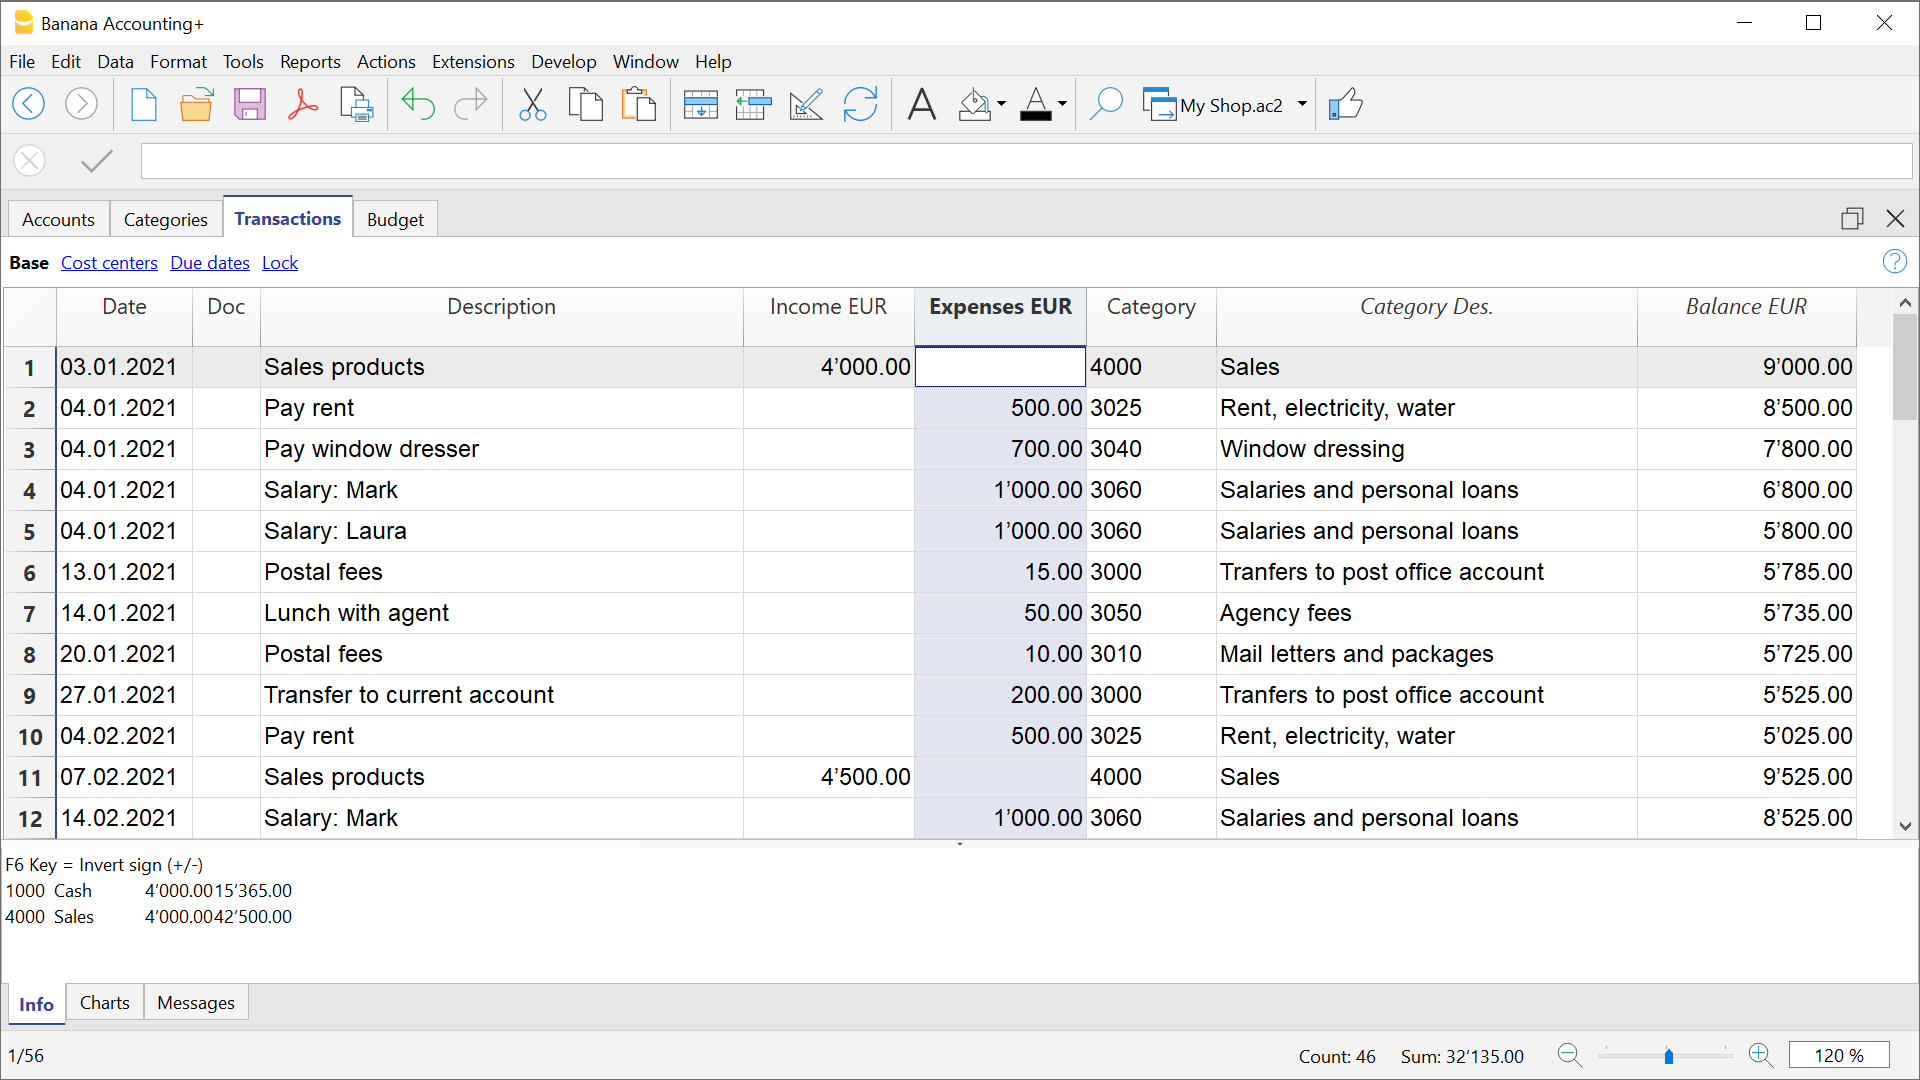 Banana Accounting+
File Edit Data Format Tools Reports Actions Extensions Develop Window Help
My Shop.ac2
Accounts Categories Transactions Budget
Base Cost centers Due dates Lock
Date Doc Description Income EUR Expenses EUR Category Category Des. Balance EUR
1 03.01.2021 Sales products 4’000.00 4000 Sales 9’000.00
2 04.01.2021 Pay rent 500.00 3025 Rent, electricity, water 8’500.00
3 04.01.2021 Pay window dresser 700.00 3040 Window dressing 7’800.00
4 04.01.2021 Salary: Mark 1’000.00 3060 Salaries and personal loans 6’800.00
5 04.01.2021 Salary: Laura 1’000.00 3060 Salaries and personal loans 5’800.00
6 13.01.2021 Postal fees 15.00 3000 Tranfers to post office account 5’785.00
7 14.01.2021 Lunch with agent 50.00 3050 Agency fees 5’735.00
8 20.01.2021 Postal fees 10.00 3010 Mail letters and packages 5’725.00
9 27.01.2021 Transfer to current account 200.00 3000 Tranfers to post office account 5’525.00
10 04.02.2021 Pay rent 500.00 3025 Rent, electricity, water 5’025.00
11 07.02.2021 Sales products 4’500.00 4000 Sales 9’525.00
12 14.02.2021 Salary: Mark 1’000.00 3060 Salaries and personal loans 8’525.00
F6 Key = Invert sign (+/-)
1000 Cash 4’000.00 15’365.00
4000 Sales 4’000.00 42’500.00
Info Charts Messages
1/56 Count: 46 Sum: 32’135.00 120 %